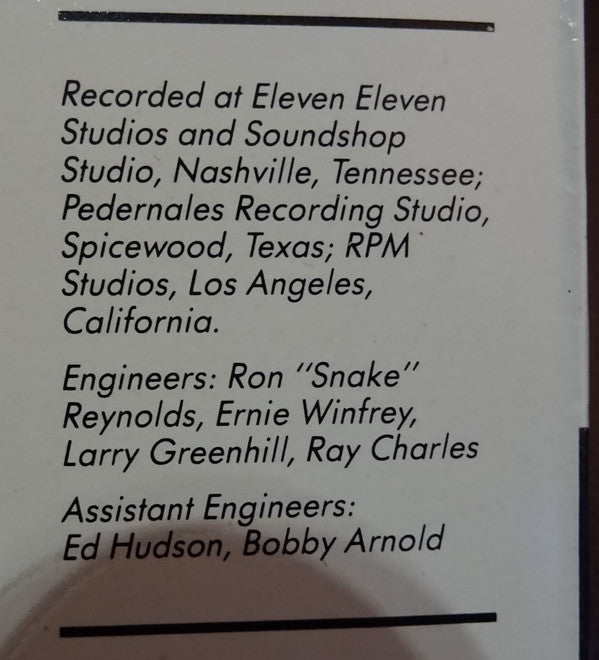 Recorded at Eleven Eleven
Studios and Soundshop
Studio, Nashville, Tennessee;
Pedernales Recording Studio,
Spicewood, Texas; RPM
Studios, Los Angeles,
California.
Engineers: Ron "Snake"
Reynolds, Ernie Winfrey,
Larry Greenhill, Ray Charles
Assistant Engineers:
Ed Hudson, Bobby Arnold